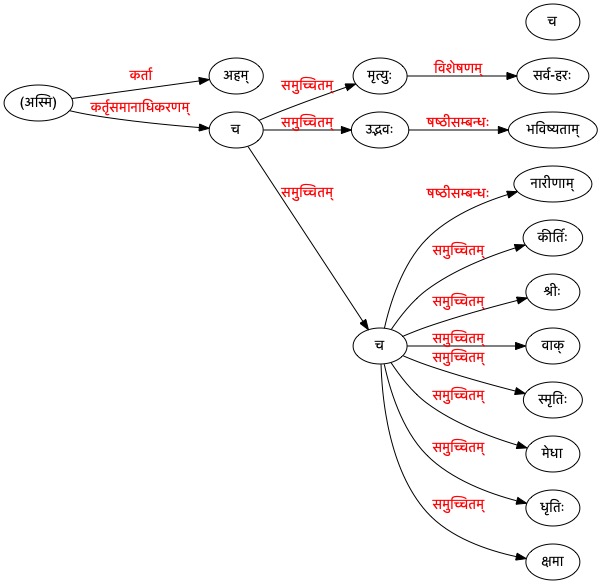 च
कर्ता
अहम्
समुच्चितम्
मृत्युः
विशेषणम्
सर्व-हरः
(अस्मि)
कर्तृसमानाधिकरणम्
च
समुच्चितम्
उद्भवः
षष्ठीसम्बन्धः
भविष्यताम्
समुच्चितम्
षष्ठीसम्बन्धः
नारीणाम्
समुच्चितम्
कीर्तिः
समुच्चितम्
श्रीः
च
समुच्चितम्
वाक्
समुच्चितम्
स्मृतिः
समुच्चितम्
मेधा
समुच्चितम्
धृतिः
समुच्चितम्
क्षमा